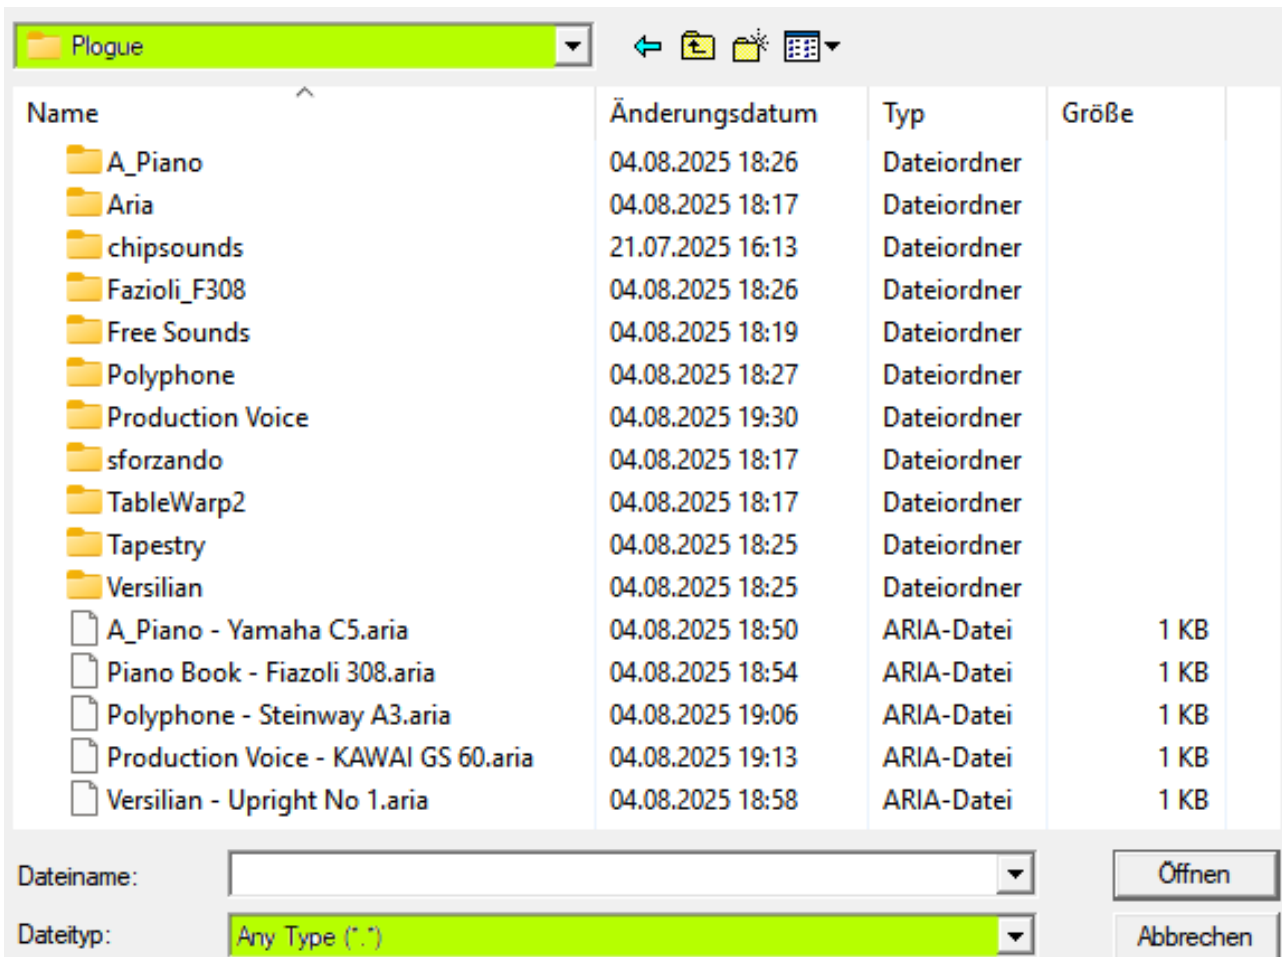 Plogue
Name Änderungsdatum Typ Größe
A_Piano 04.08.2025 18:26 Dateiordner
Aria 04.08.2025 18:17 Dateiordner
chipsounds 21.07.2025 16:13 Dateiordner
Fazioli_F308 04.08.2025 18:26 Dateiordner
Free Sounds 04.08.2025 18:19 Dateiordner
Polyphone 04.08.2025 18:27 Dateiordner
Production Voice 04.08.2025 19:30 Dateiordner
sforzando 04.08.2025 18:17 Dateiordner
TableWarp2 04.08.2025 18:17 Dateiordner
Tapestry 04.08.2025 18:25 Dateiordner
Versilian 04.08.2025 18:25 Dateiordner
A_Piano - Yamaha C5.aria 04.08.2025 18:50 ARIA-Datei 1 KB
Piano Book - Fiazoli 308.aria 04.08.2025 18:54 ARIA-Datei 1 KB
Polyphone - Steinway A3.aria 04.08.2025 19:06 ARIA-Datei 1 KB
Production Voice - KAWAI GS 60.aria 04.08.2025 19:13 ARIA-Datei 1 KB
Versilian - Upright No 1.aria 04.08.2025 18:58 ARIA-Datei 1 KB
Dateiname: Öffnen
Dateityp: Any Type (*.*) Abbrechen